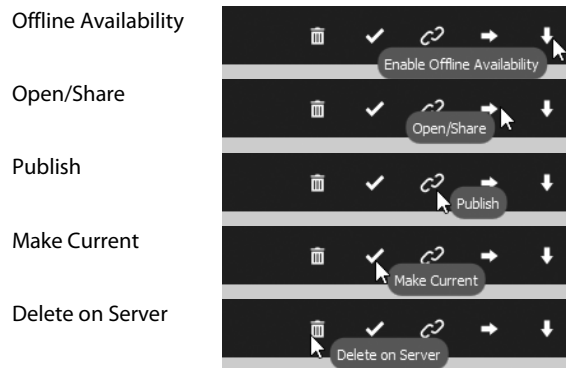 Offline Availability
Enable Offline Availability
Open/Share
Open/Share
Publish
Publish
Make Current
Make Current
Delete on Server
Delete on Server